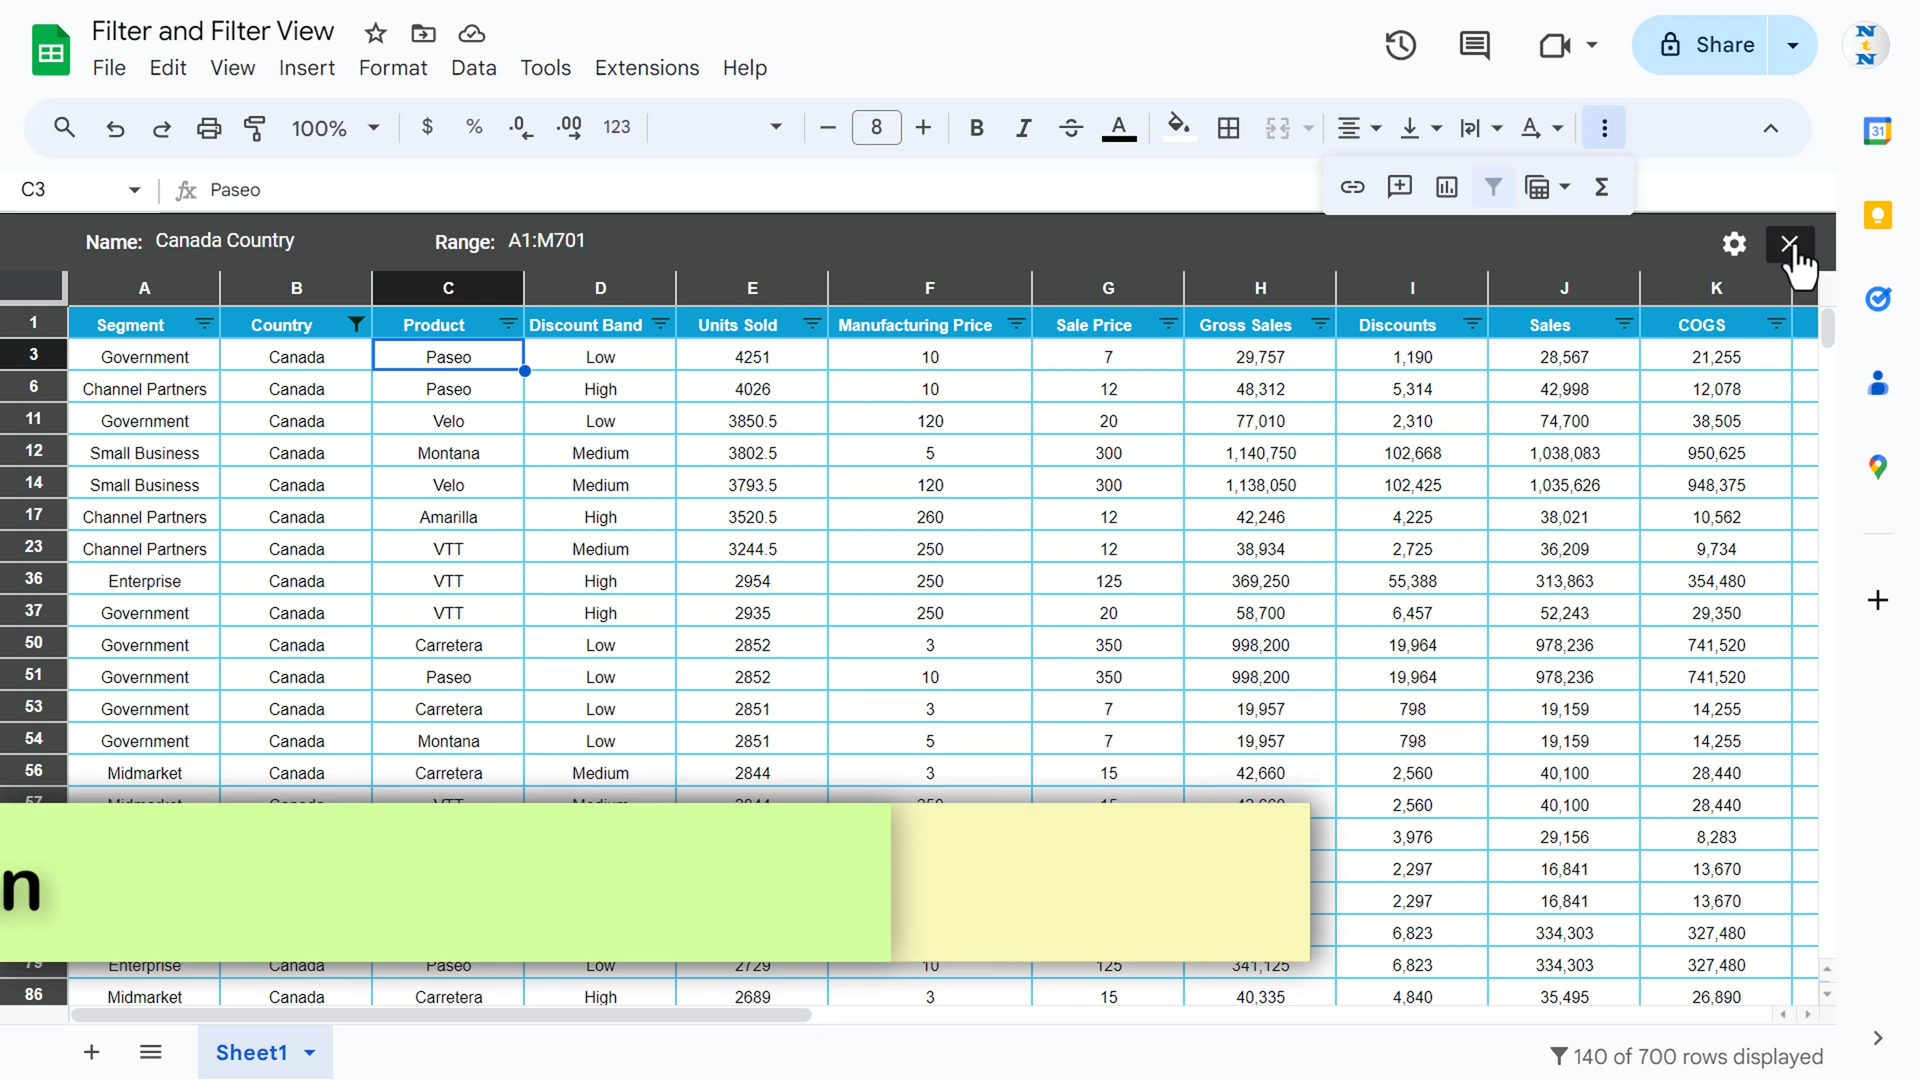 Filter and Filter View
File Edit View Insert Format Data Tools Extensions Help
Share
N
t
N
100% $ % .0 .00 123 8 B I A A
31
C3 fx Paseo Σ
Name: Canada Country Range: A1:M701
A B C D E F G H I J K
1 Segment Country Product Discount Band Units Sold Manufacturing Price Sale Price Gross Sales Discounts Sales COGS
3 Government Canada Paseo Low 4251 10 7 29,757 1,190 28,567 21,255
6 Channel Partners Canada Paseo High 4026 10 12 48,312 5,314 42,998 12,078
11 Government Canada Velo Low 3850.5 120 20 77,010 2,310 74,700 38,505
12 Small Business Canada Montana Medium 3802.5 5 300 1,140,750 102,668 1,038,083 950,625
14 Small Business Canada Velo Medium 3793.5 120 300 1,138,050 102,425 1,035,626 948,375
17 Channel Partners Canada Amarilla High 3520.5 260 12 42,246 4,225 38,021 10,562
23 Channel Partners Canada VTT Medium 3244.5 250 12 38,934 2,725 36,209 9,734
36 Enterprise Canada VTT High 2954 250 125 369,250 55,388 313,863 354,480
37 Government Canada VTT High 2935 250 20 58,700 6,457 52,243 29,350
50 Government Canada Carretera Low 2852 3 350 998,200 19,964 978,236 741,520
51 Government Canada Paseo Low 2852 10 350 998,200 19,964 978,236 741,520
53 Government Canada Carretera Low 2851 3 7 19,957 798 19,159 14,255
54 Government Canada Montana Low 2851 5 7 19,957 798 19,159 14,255
56 Midmarket Canada Carretera Medium 2844 3 15 42,660 2,560 40,100 28,440
57 Midmarket Canada VTT Medium 2844 250 15 42,660 2,560 40,100 28,440
3,976 29,156 8,283
n 2,297 16,841 13,670
2,297 16,841 13,670
6,823 334,303 327,480
Enterprise Canada Paseo Low 2729 10 125 341,125 6,823 334,303 327,480
86 Midmarket Canada Carretera High 2689 3 15 40,335 4,840 35,495 26,890
Sheet1 140 of 700 rows displayed